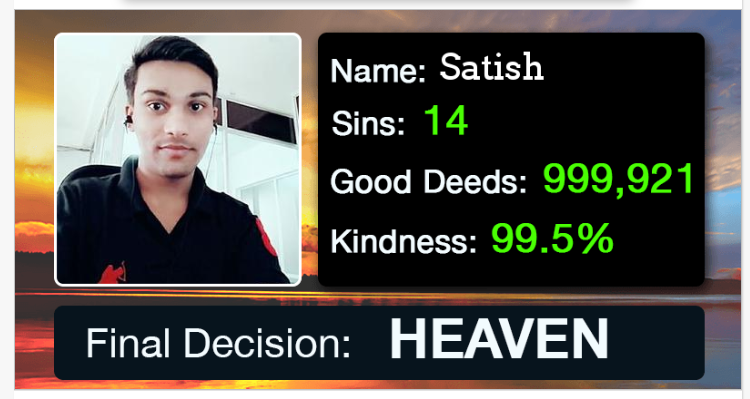 Name: Satish
Sins: 14
Good Deeds: 999,921
Kindness: 99.5%
Final Decision: HEAVEN